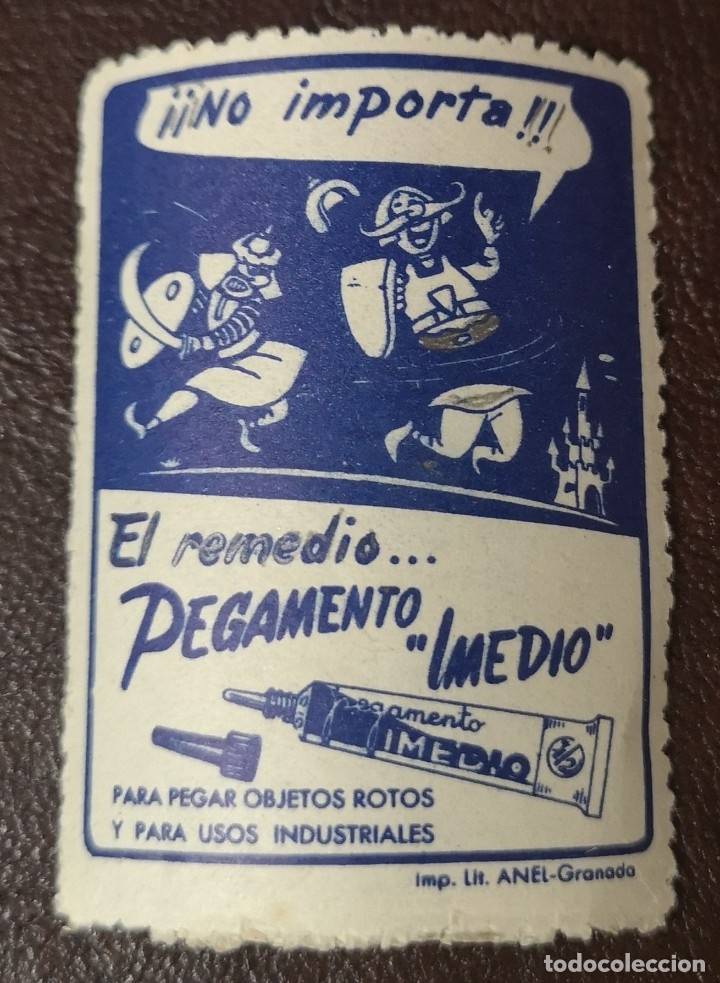 ¡¡No importa!!
El remedio...
PEGAMENTO
"IMEDIO"
pegamento
IMEDIO
PARA PEGAR OBJETOS ROTOS
Y PARA USOS INDUSTRIALES
Imp. Lit. ANEL-Granada
todocoleccion